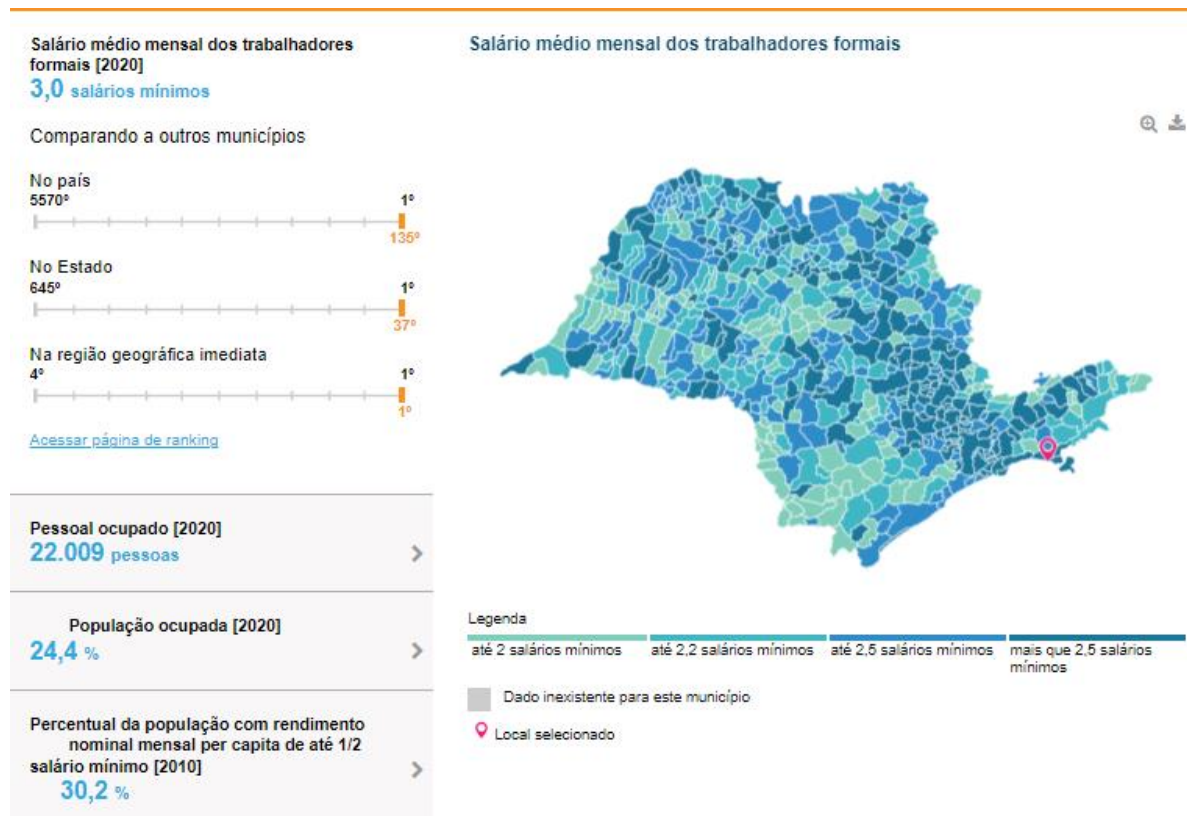 Salário médio mensal dos trabalhadores
formais [2020]
3,0 salários mínimos
Comparando a outros municípios
No país
5570º 1º
135º
No Estado
645º 1º
37º
Na região geográfica imediata
4º 1º
1º
Acessar página de ranking
Pessoal ocupado [2020]
22.009 pessoas
População ocupada [2020]
24,4 %
Percentual da população com rendimento
nominal mensal per capita de até 1/2
salário mínimo [2010]
30,2 %
Salário médio mensal dos trabalhadores formais
Legenda
até 2 salários mínimos
até 2,2 salários mínimos
até 2,5 salários mínimos
mais que 2,5 salários
mínimos
Dado inexistente para este município
Local selecionado